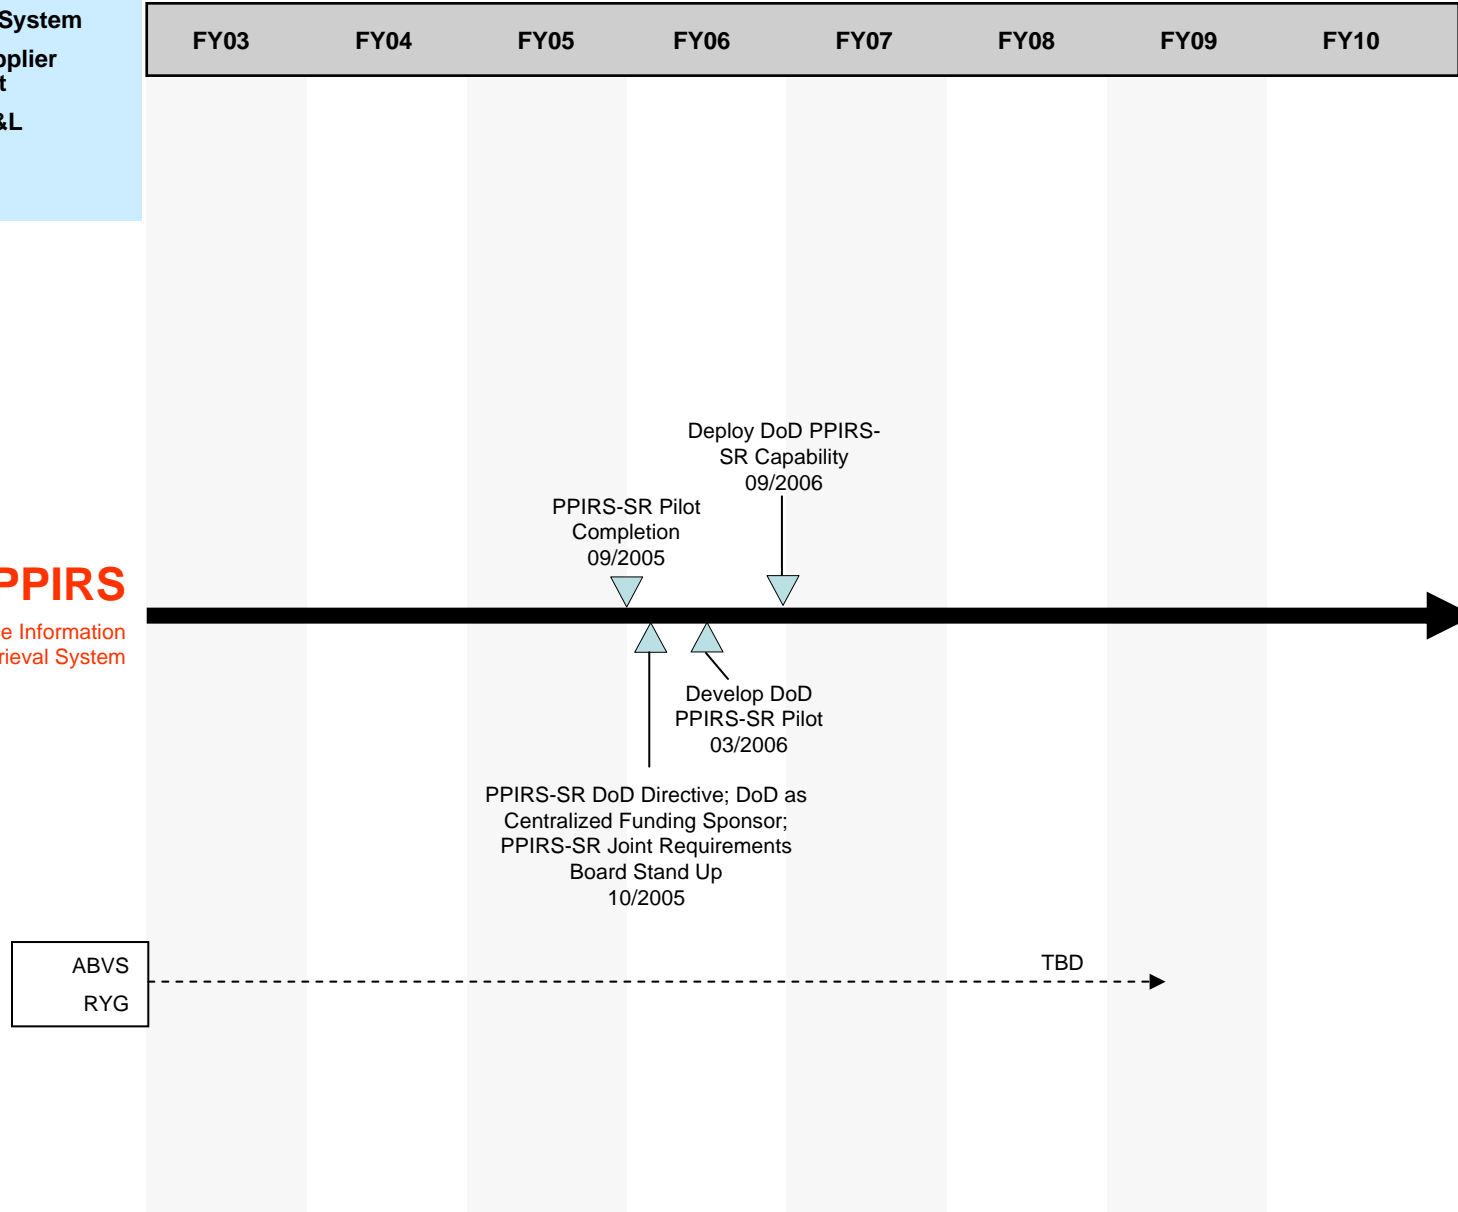 System
FY03 FY04 FY05 FY06 FY07 FY08 FY09 FY10
&L
Deploy DoD PPIRS-
SR Capability
09/2006
PPIRS-SR Pilot
Completion
09/2005
PPIRS
Information
System
Develop DoD
PPIRS-SR Pilot
03/2006
PPIRS-SR DoD Directive; DoD as
Centralized Funding Sponsor;
PPIRS-SR Joint Requirements
Board Stand Up
10/2005
ABVS
TBD
RYG